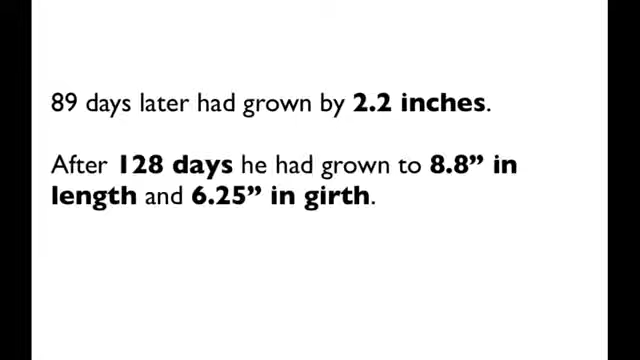 89 days later had grown by 2.2 inches.
After 128 days he had grown to 8.8” in
length and 6.25” in girth.